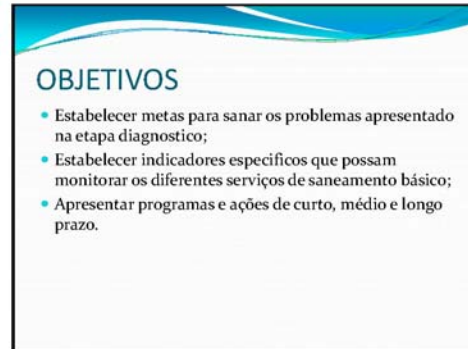 OBJETIVOS
• Estabelecer metas para sanar os problemas apresentado
na etapa diagnostico;
• Estabelecer indicadores especificos que possam
monitorar os diferentes serviços de saneamento básico;
• Apresentar programas e ações de curto, médio e longo
prazo.